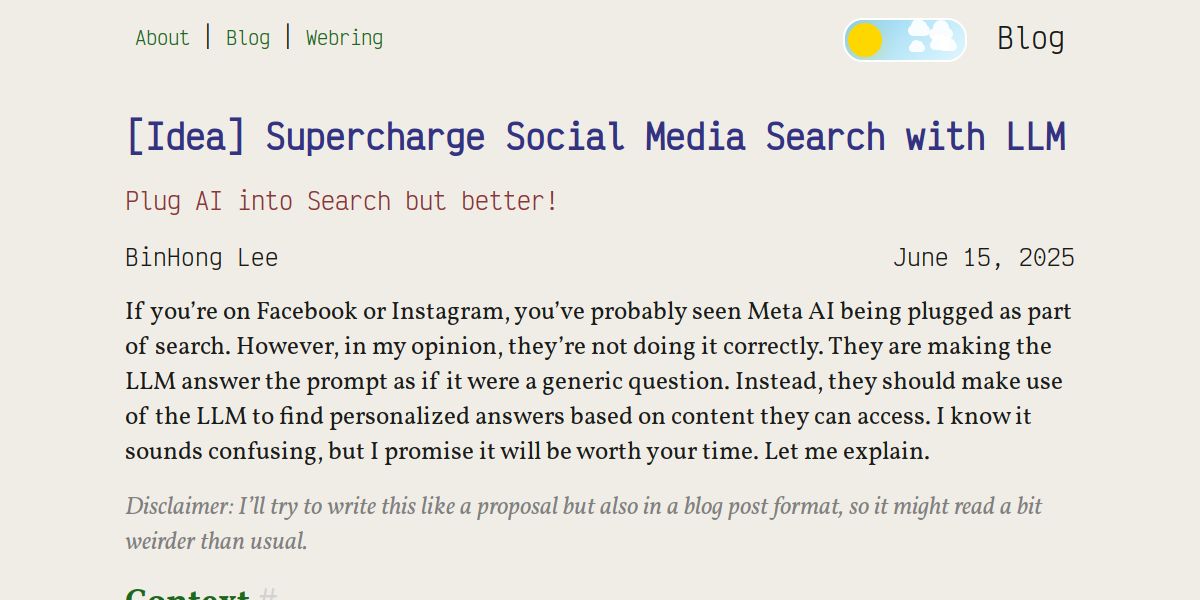 About | Blog | Webring
Blog
[Idea] Supercharge Social Media Search with LLM
Plug AI into Search but better!
BinHong Lee
June 15, 2025
If you’re on Facebook or Instagram, you’ve probably seen Meta AI being plugged as part
of search. However, in my opinion, they’re not doing it correctly. They are making the
LLM answer the prompt as if it were a generic question. Instead, they should make use
of the LLM to find personalized answers based on content they can access. I know it
sounds confusing, but I promise it will be worth your time. Let me explain.
Disclaimer: I’ll try to write this like a proposal but also in a blog post format, so it might read a bit
weirder than usual.
Context #